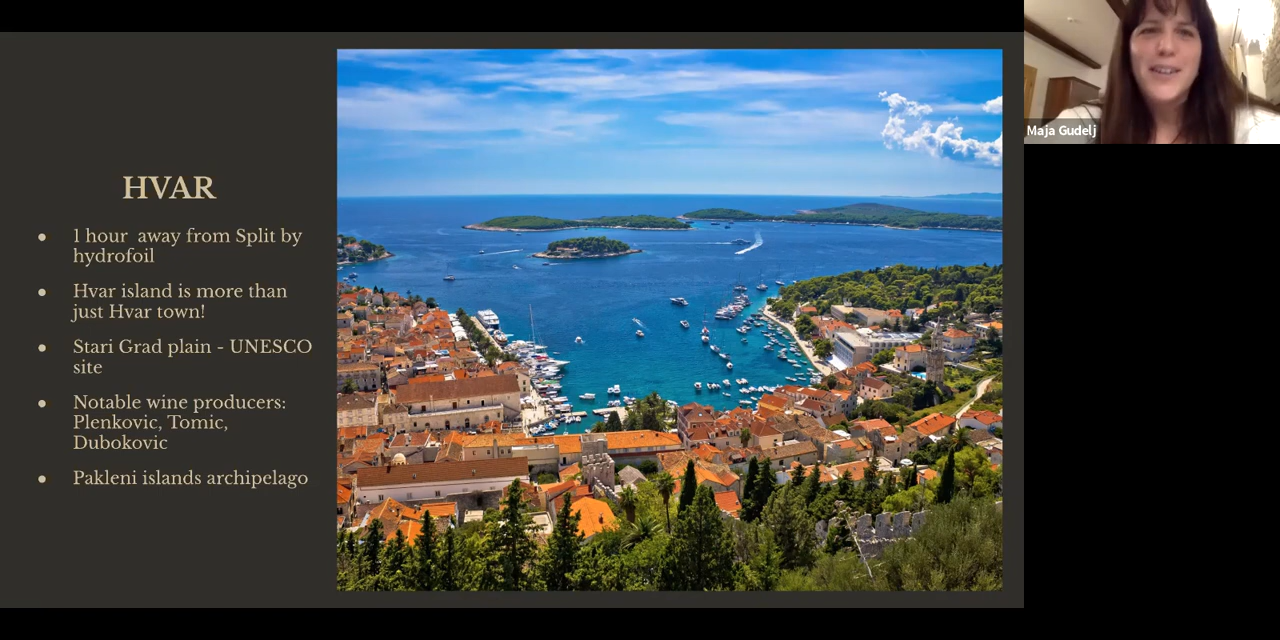 HVAR
● 1 hour away from Split by
hydrofoil
● Hvar island is more than
just Hvar town!
● Stari Grad plain - UNESCO
site
● Notable wine producers:
Plenkovic, Tomic,
Dubokovic
● Pakleni islands archipelago
Maja Gudelj